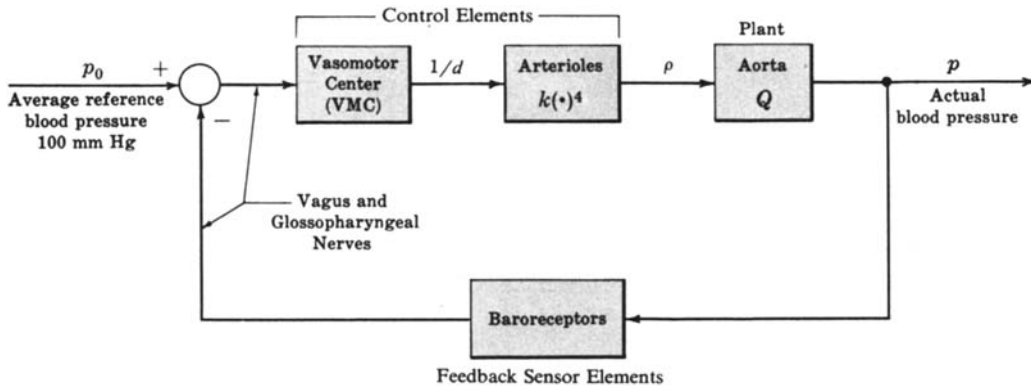 Control Elements
Plant
p₀
+
Vasomotor
Center
(VMC)
1/d
Arterioles
k(•)⁴
ρ
Aorta
Q
p
Average reference
blood pressure
100 mm Hg
−
Actual
blood pressure
Vagus and
Glossopharyngeal
Nerves
Baroreceptors
Feedback Sensor Elements